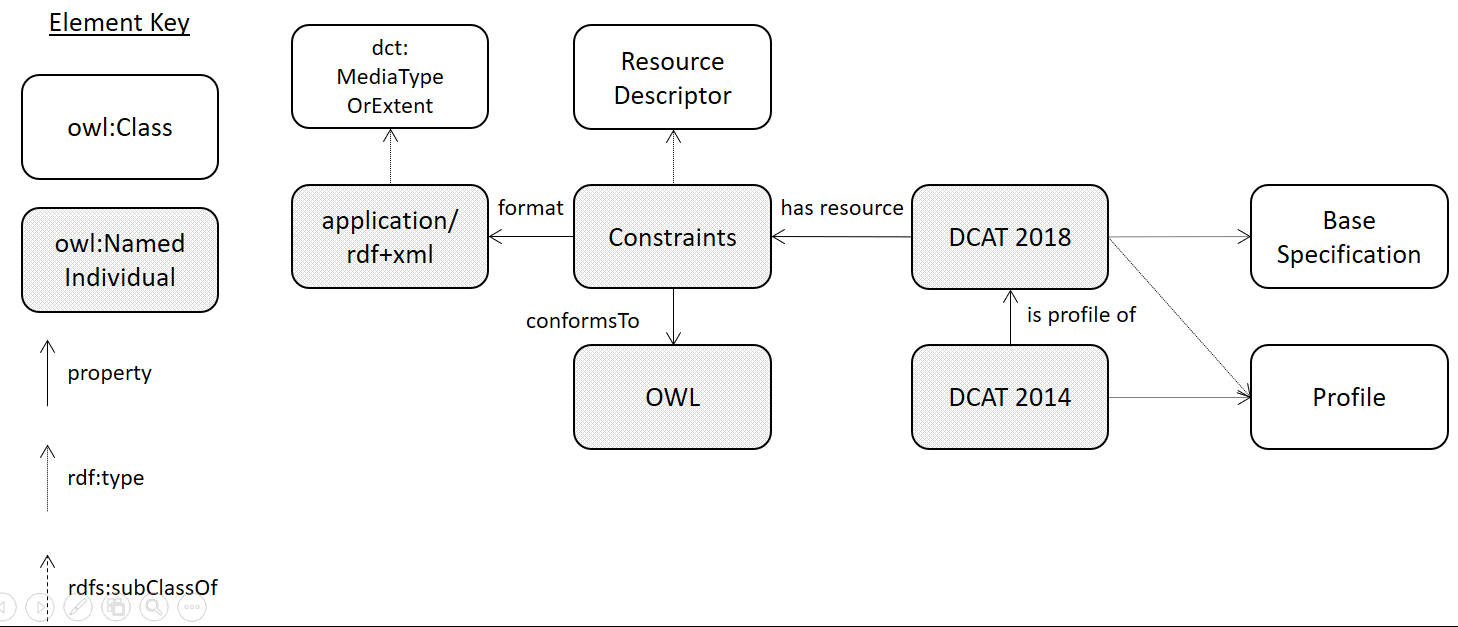 Element Key
owl:Class
owl:Named
Individual
property
rdf:type
rdfs:subClassOf
dct:
MediaType
OrExtent
Resource
Descriptor
application/
rdf+xml
format
Constraints
has resource
DCAT 2018
Base
Specification
conformsTo
is profile of
OWL
DCAT 2014
Profile